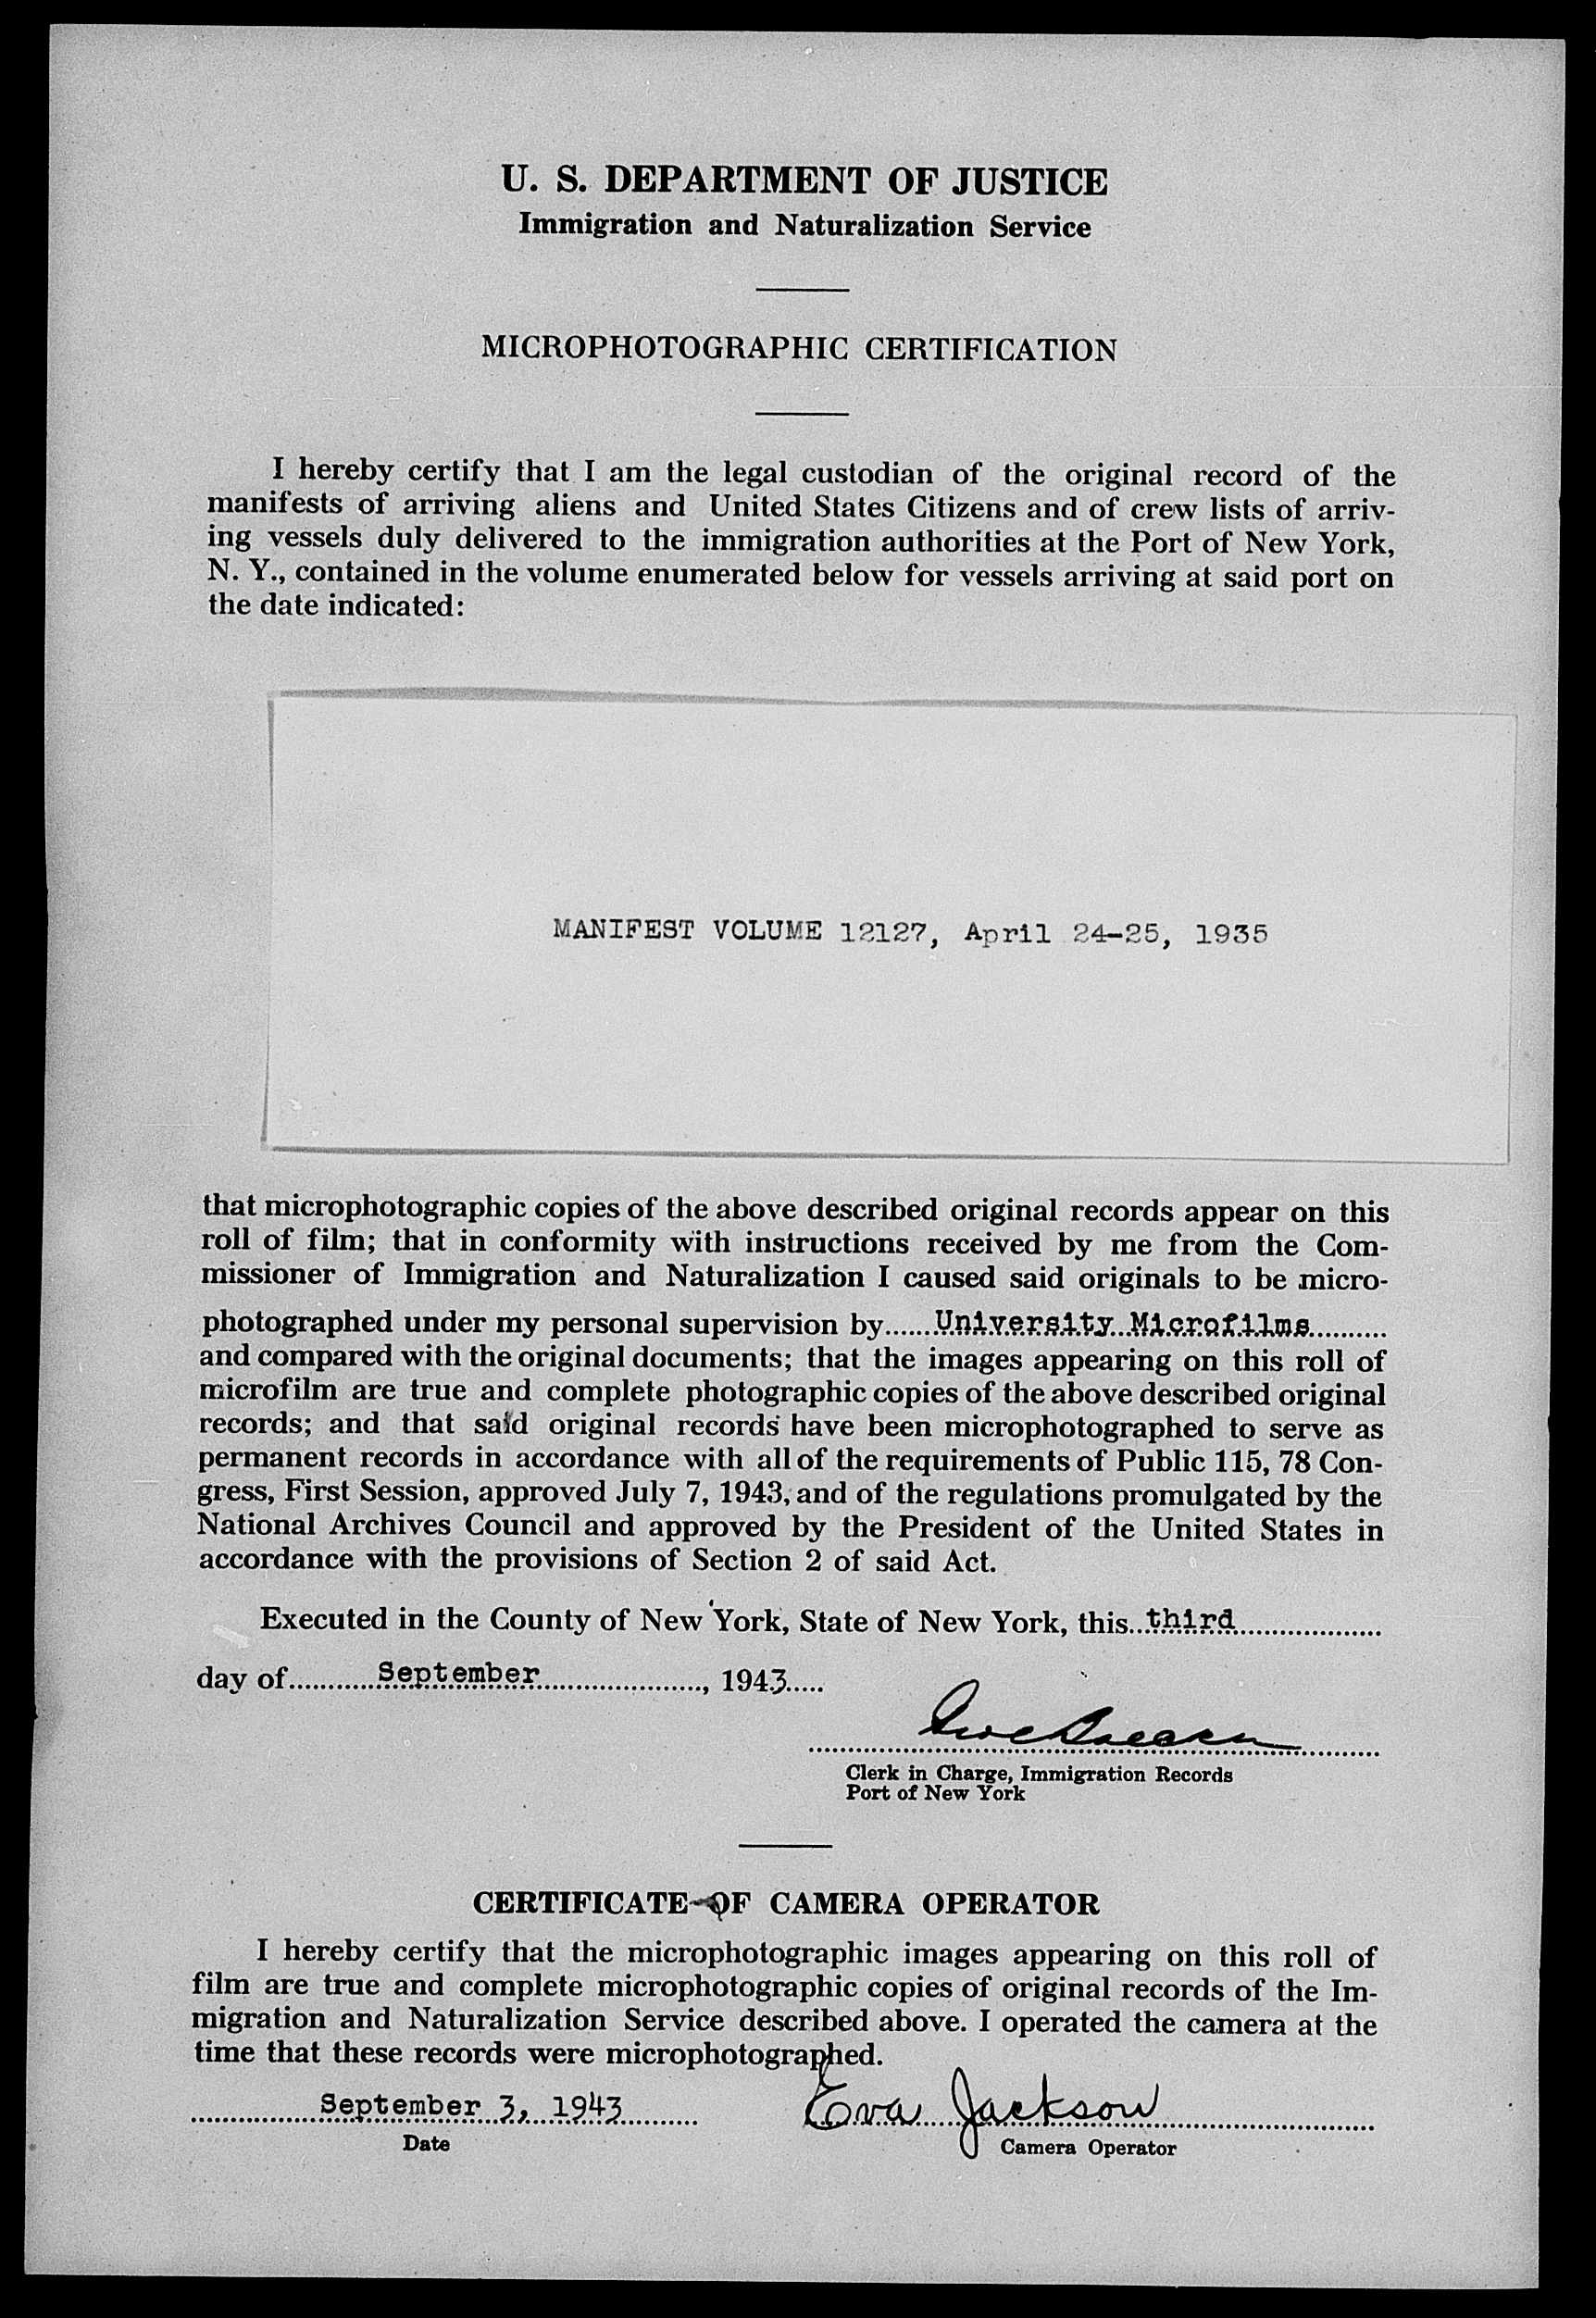 U. S. DEPARTMENT OF JUSTICE
Immigration and Naturalization Service
MICROPHOTOGRAPHIC CERTIFICATION
I hereby certify that I am the legal custodian of the original record of the
manifests of arriving aliens and United States Citizens and of crew lists of arriv-
ing vessels duly delivered to the immigration authorities at the Port of New York,
N. Y., contained in the volume enumerated below for vessels arriving at said port on
the date indicated:
MANIFEST VOLUME 12127, April 24-25, 1935
that microphotographic copies of the above described original records appear on this
roll of film; that in conformity with instructions received by me from the Com-
missioner of Immigration and Naturalization I caused said originals to be micro-
photographed under my personal supervision by......University Microfilms..........
and compared with the original documents; that the images appearing on this roll of
microfilm are true and complete photographic copies of the above described original
records; and that said original records have been microphotographed to serve as
permanent records in accordance with all of the requirements of Public 115, 78 Con-
gress, First Session, approved July 7, 1943, and of the regulations promulgated by the
National Archives Council and approved by the President of the United States in
accordance with the provisions of Section 2 of said Act.
Executed in the County of New York, State of New York, this...third...................
day of............September......................, 1943.....
Clerk in Charge, Immigration Records
Port of New York
CERTIFICATE OF CAMERA OPERATOR
I hereby certify that the microphotographic images appearing on this roll of
film are true and complete microphotographic copies of original records of the Im-
migration and Naturalization Service described above. I operated the camera at the
time that these records were microphotographed.
September 3, 1943 Eva Jackson
Date Camera Operator